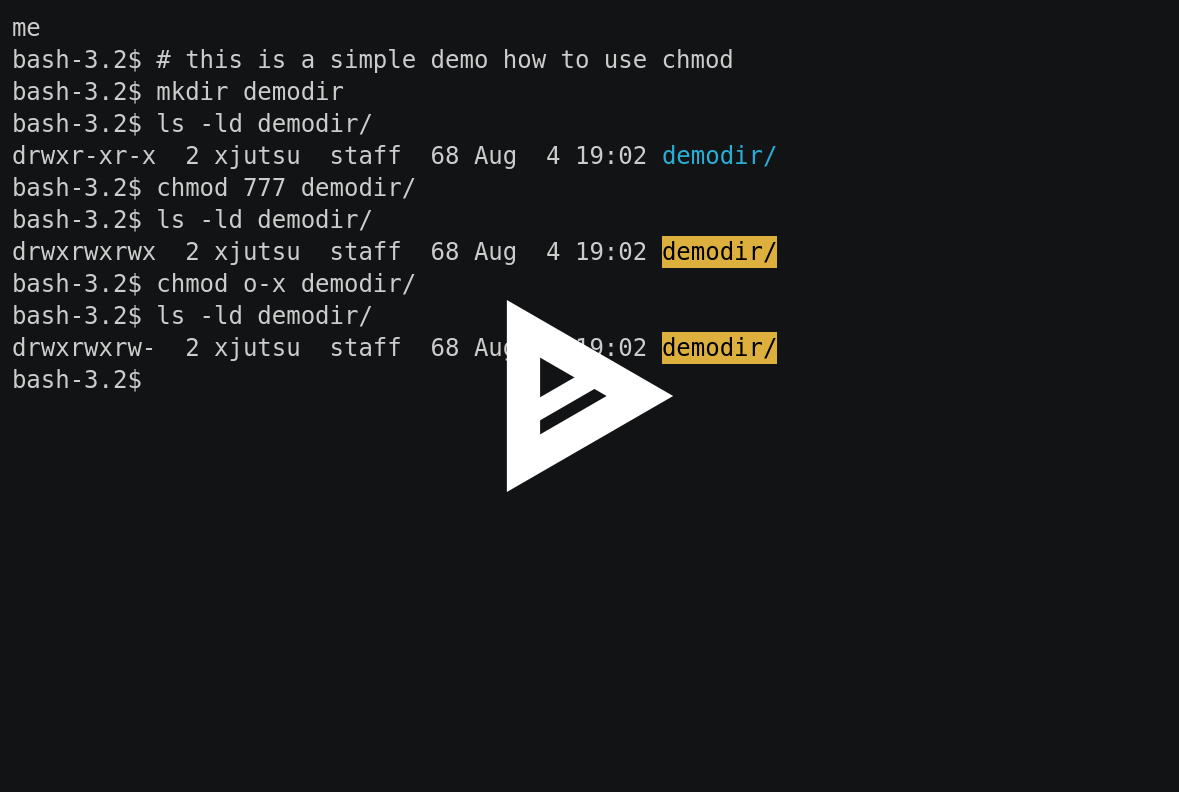 me
bash-3.2$ # this is a simple demo how to use chmod
bash-3.2$ mkdir demodir
bash-3.2$ ls -ld demodir/
drwxr-xr-x  2 xjutsu  staff  68 Aug  4 19:02 demodir/
bash-3.2$ chmod 777 demodir/
bash-3.2$ ls -ld demodir/
drwxrwxrwx  2 xjutsu  staff  68 Aug  4 19:02 demodir/
bash-3.2$ chmod o-x demodir/
bash-3.2$ ls -ld demodir/
drwxrwxrw-  2 xjutsu  staff  68 Aug 19:02 demodir/
bash-3.2$